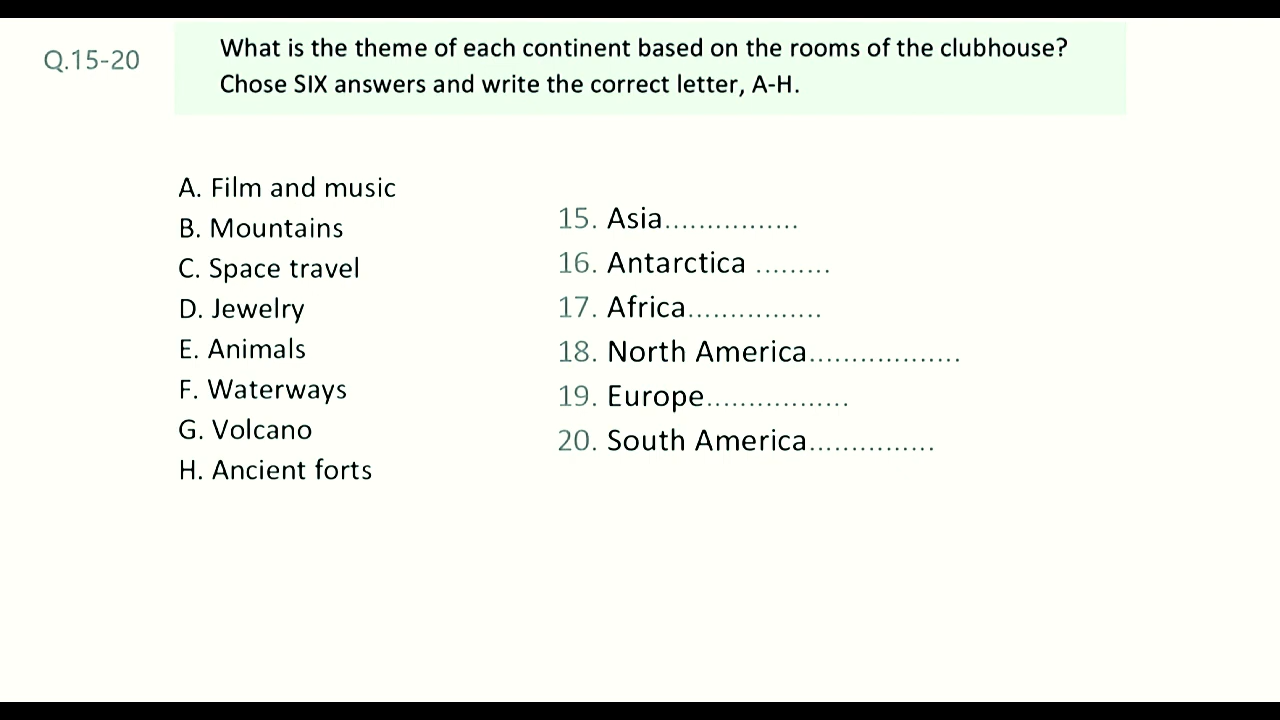 Q.15-20
What is the theme of each continent based on the rooms of the clubhouse?
Chose SIX answers and write the correct letter, A-H.
A. Film and music
B. Mountains
C. Space travel
D. Jewelry
E. Animals
F. Waterways
G. Volcano
H. Ancient forts
15. Asia................
16. Antarctica .........
17. Africa................
18. North America..................
19. Europe.................
20. South America...............